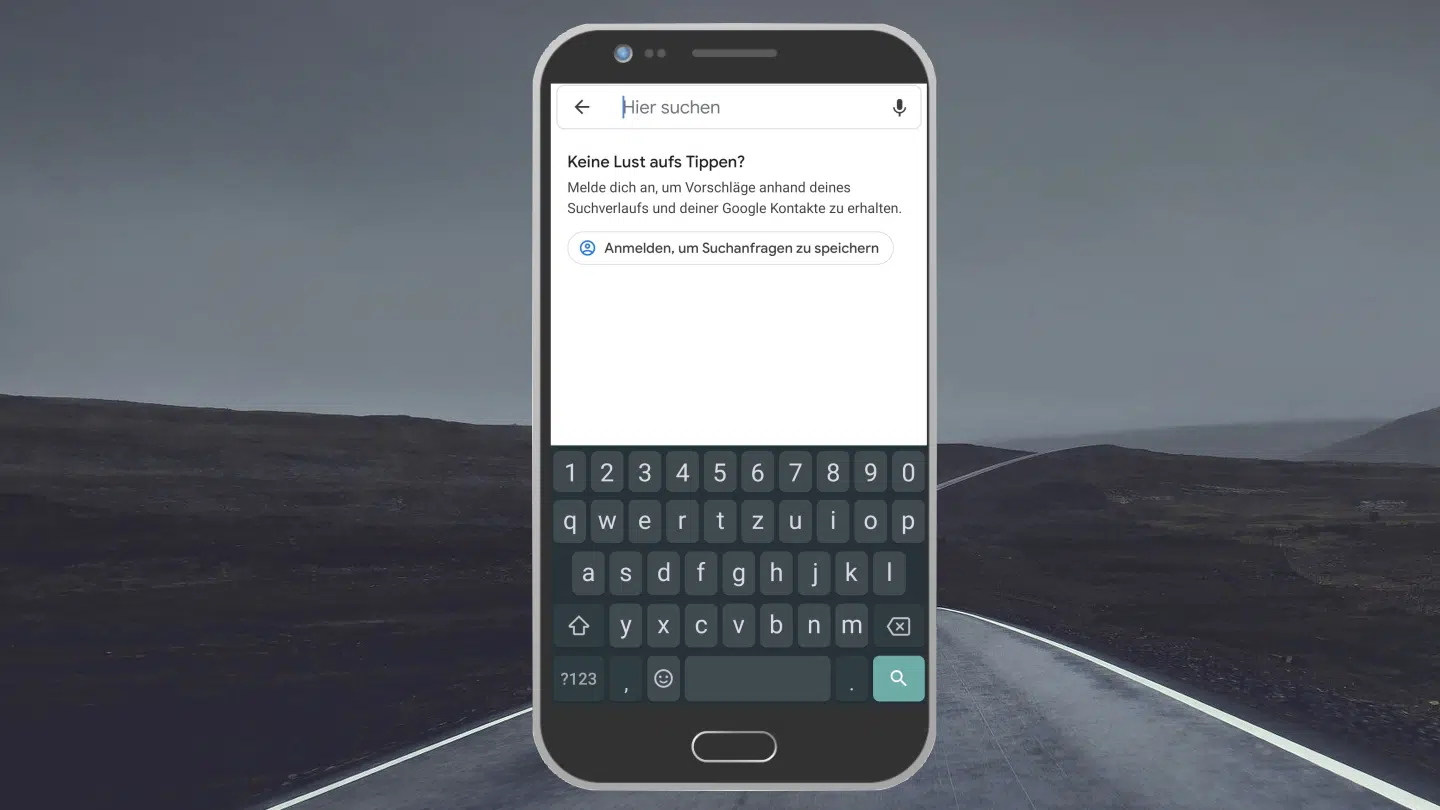 Hier suchen
Keine Lust aufs Tippen?
Melde dich an, um Vorschläge anhand deines
Suchverlaufs und deiner Google Kontakte zu erhalten.
Anmelden, um Suchanfragen zu speichern
1 2 3 4 5 6 7 8 9 0
q w e r t z u i o p
a s d f g h j k l
y x c v b n m
?123 , .